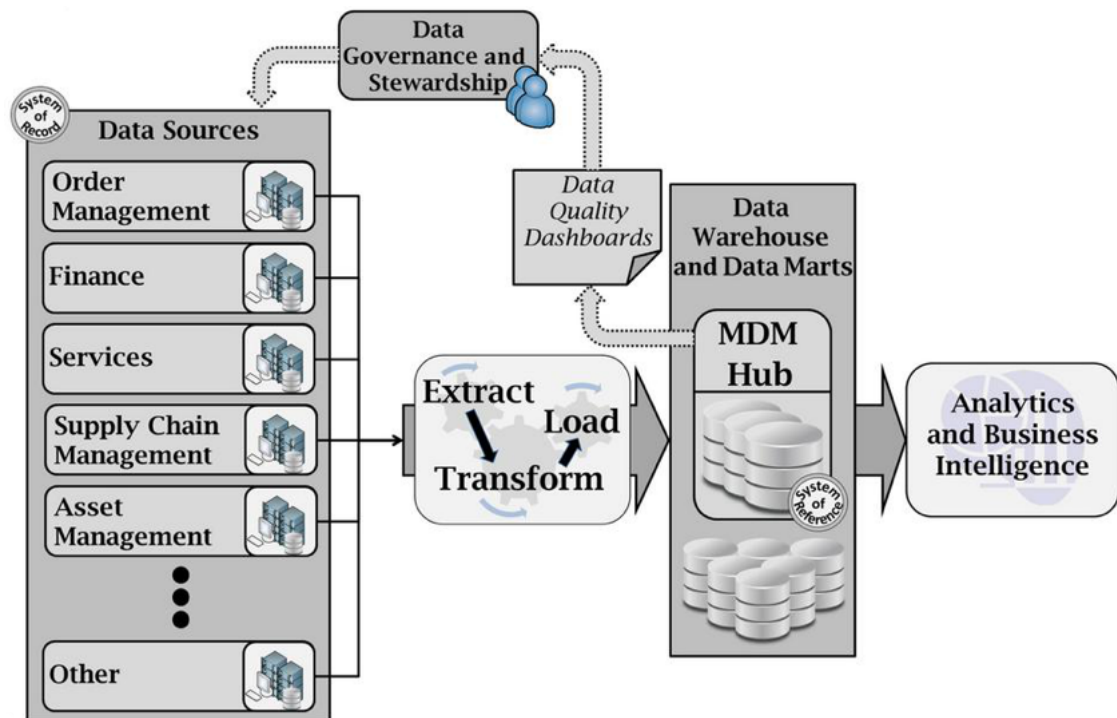 Data
Governance and
Stewardship
System
of
Record
Data Sources
Order
Management
Finance
Services
Supply Chain
Management
Asset
Management
Other
Extract
Transform
Load
Data
Quality
Dashboards
Data
Warehouse
and Data Marts
MDM
Hub
System
of
Reference
Analytics
and Business
Intelligence